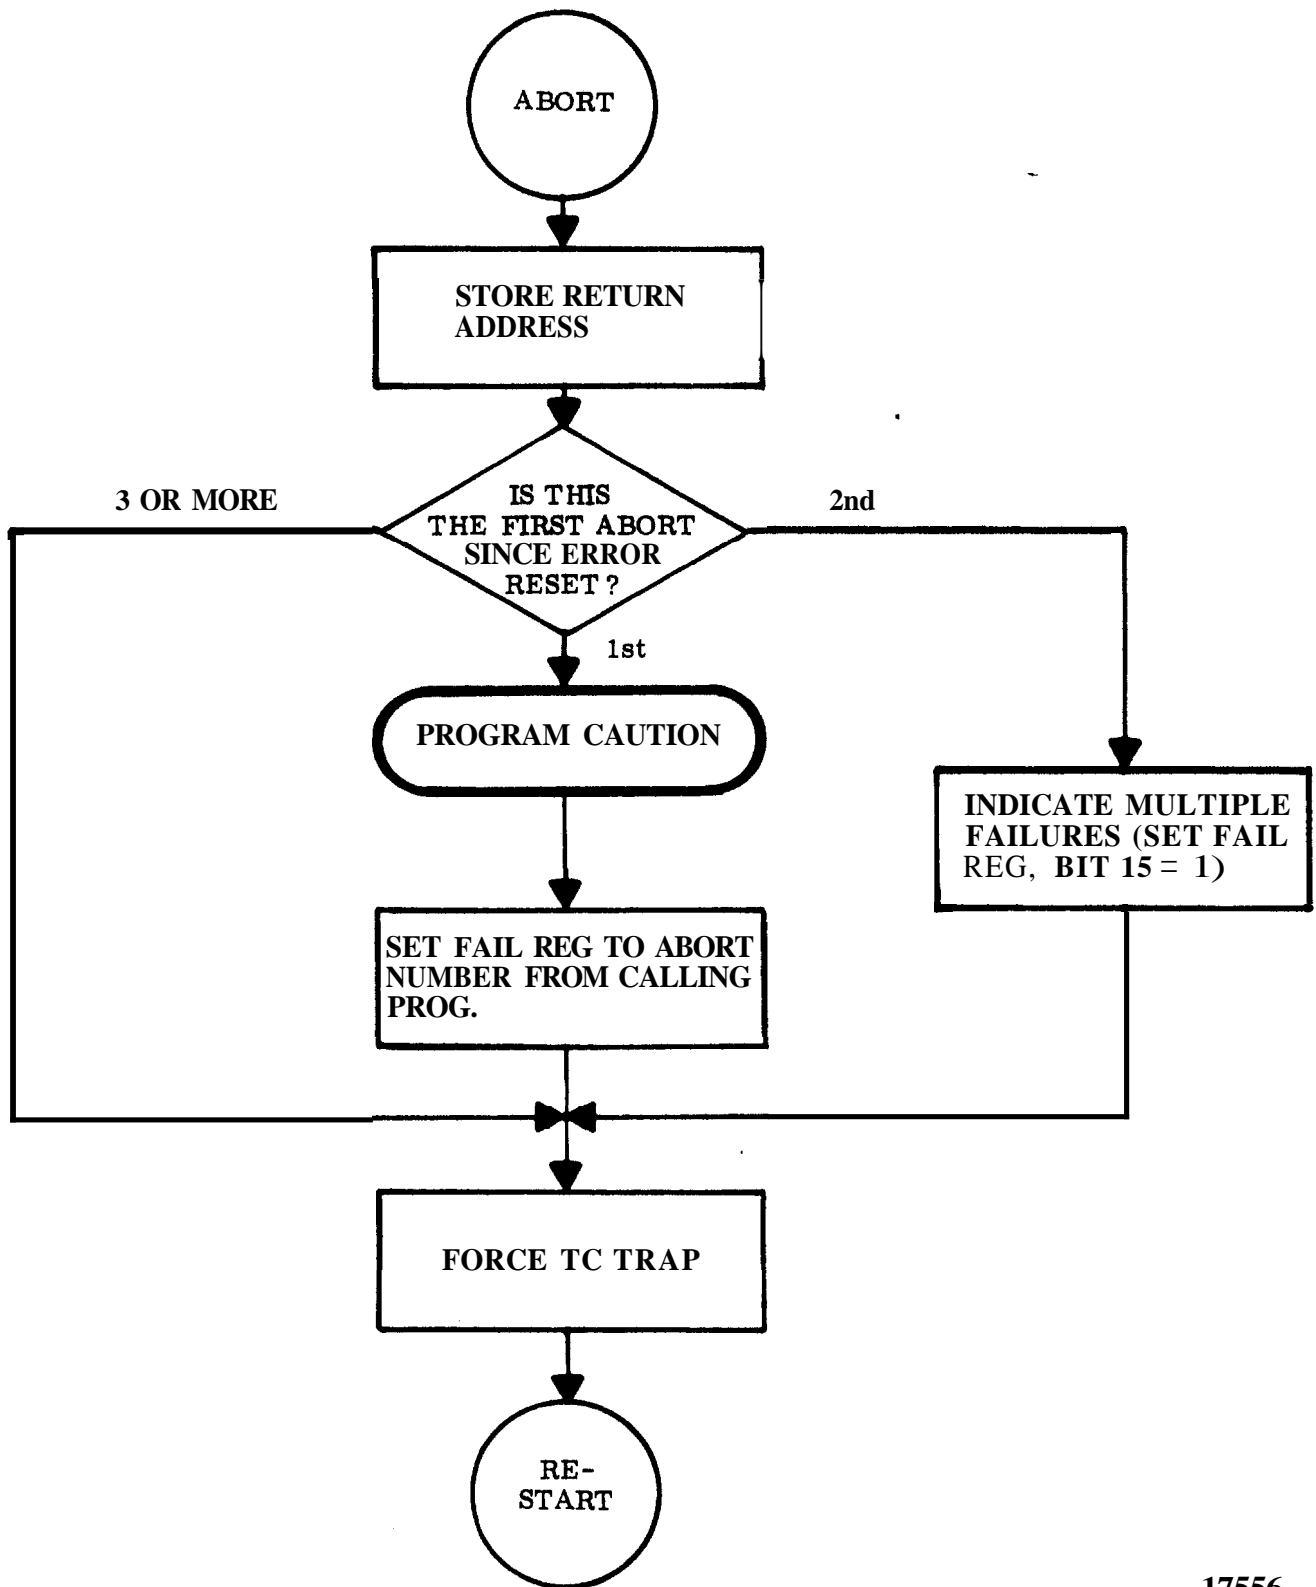 ABORT
STORE RETURN
ADDRESS
3 OR MORE
IS THIS
THE FIRST ABORT
SINCE ERROR
RESET?
2nd
1st
PROGRAM CAUTION
INDICATE MULTIPLE
FAILURES (SET FAIL
REG, BIT 15 = 1)
SET FAIL REG TO ABORT
NUMBER FROM CALLING
PROG.
FORCE TC TRAP
RE-
START
17556